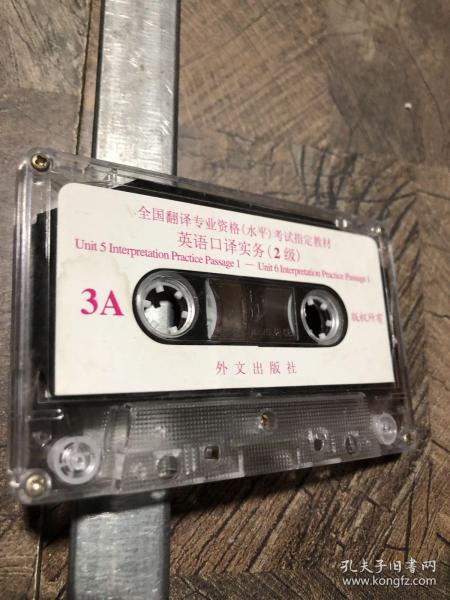 全国翻译专业资格(水平)考试指定教材
英语口译实务(2级)
Unit 5 Interpretation Practice Passage 1 — Unit 6 Interpretation Practice Passage 1
3A
版权所有
外文出版社
孔夫子旧书网
www.kongfz.com